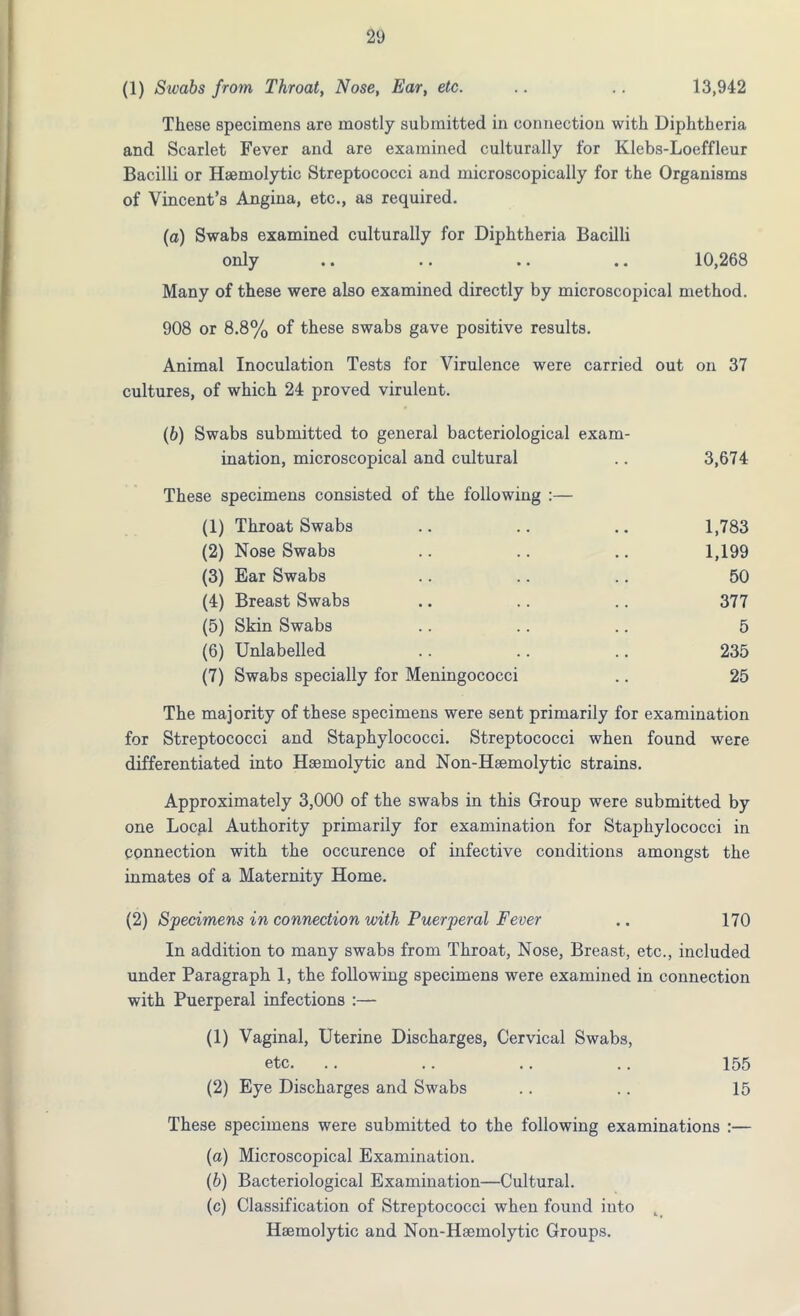 29
(1) Swabs from Throat, Nose, Ear, etc. .. .. 13,942
These specimens are mostly submitted in connection with Diphtheria
and Scarlet Fever and are examined culturally for Klebs-Loeffleur
Bacilli or Hæmolytic Streptococci and microscopically for the Organisms
of Vincent's Angina, etc., as required.
(a) Swabs examined culturally for Diphtheria Bacilli
only .. .. .. .. 10,268
Many of these were also examined directly by microscopical method.
908 or 8.8% of these swabs gave positive results.
Animal Inoculation Tests for Virulence were carried out on 37
cultures, of which 24 proved virulent.
(b) Swabs submitted to general bacteriological exam-
ination, microscopical and cultural .. 3,674
These specimens consisted of the following :—
(1) Throat Swabs .. .. .. 1,783
(2) Nose Swabs .. .. .. 1,199
(3) Ear Swabs .. .. .. 50
(4) Breast Swabs .. .. .. 377
(5) Skin Swabs .. .. .. 5
(6) Unlabelled .. .. .. 235
(7) Swabs specially for Meningococci .. 25
The majority of these specimens were sent primarily for examination
for Streptococci and Staphylococci. Streptococci when found were
differentiated into Hæmolytic and Non-Hæmolytic strains.
Approximately 3,000 of the swabs in this Group were submitted by
one Local Authority primarily for examination for Staphylococci in
connection with the occurence of infective conditions amongst the
inmates of a Maternity Home.
(2) Specimens in connection with Puerperal Fever .. 170
In addition to many swabs from Throat, Nose, Breast, etc., included
under Paragraph 1, the following specimens were examined in connection
with Puerperal infections :—
(1) Vaginal, Uterine Discharges, Cervical Swabs,
etc. .. .. .. .. 155
(2) Eye Discharges and Swabs .. .. 15
These specimens were submitted to the following examinations :—
(a) Microscopical Examination.
(b) Bacteriological Examination—Cultural.
(c) Classification of Streptococci when found into
Hæmolytic and Non-Hæmolytic Groups.